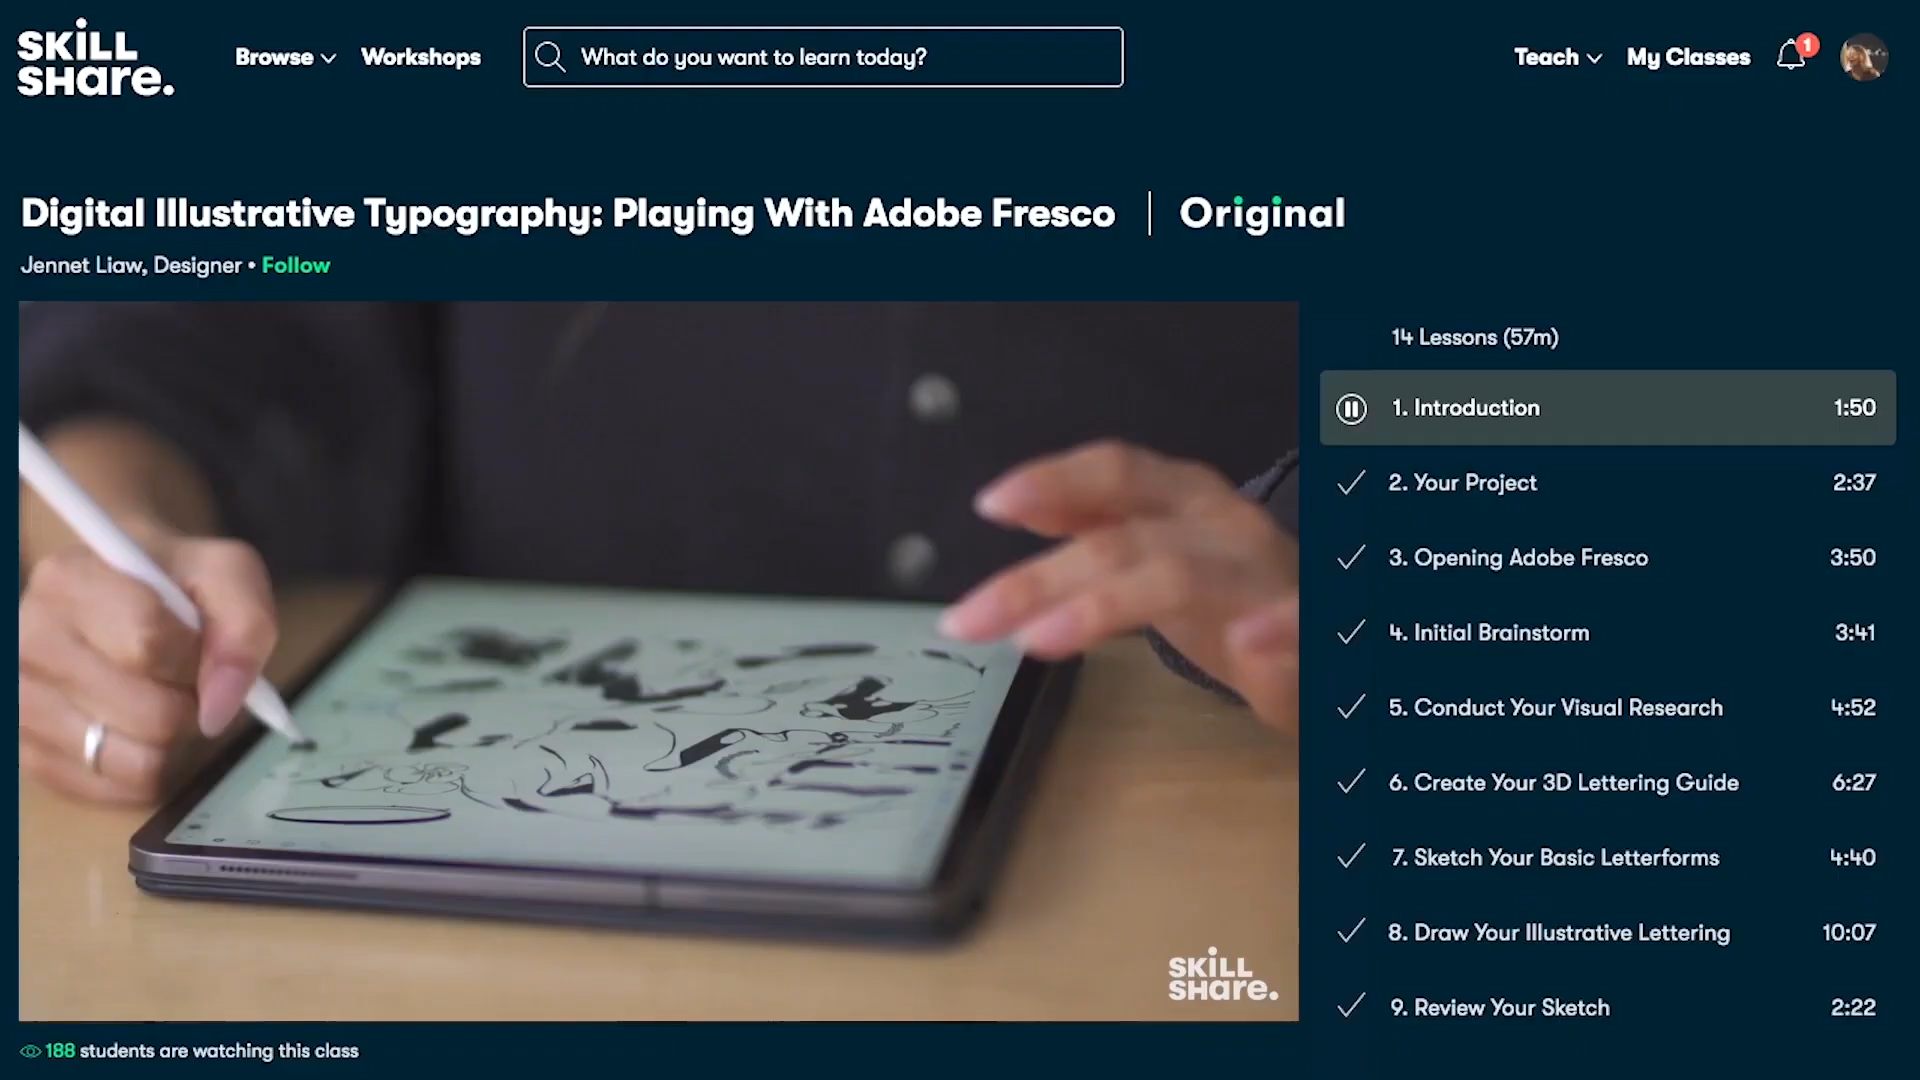 SKILL
SHare.
Browse
Workshops
What do you want to learn today?
Teach
My Classes
1
Digital Illustrative Typography: Playing With Adobe Fresco
Original
Jennet Liaw, Designer • Follow
14 Lessons (57m)
1. Introduction 1:50
2. Your Project 2:37
3. Opening Adobe Fresco 3:50
4. Initial Brainstorm 3:41
5. Conduct Your Visual Research 4:52
6. Create Your 3D Lettering Guide 6:27
7. Sketch Your Basic Letterforms 4:40
8. Draw Your Illustrative Lettering 10:07
9. Review Your Sketch 2:22
SKILL
SHare.
188 students are watching this class